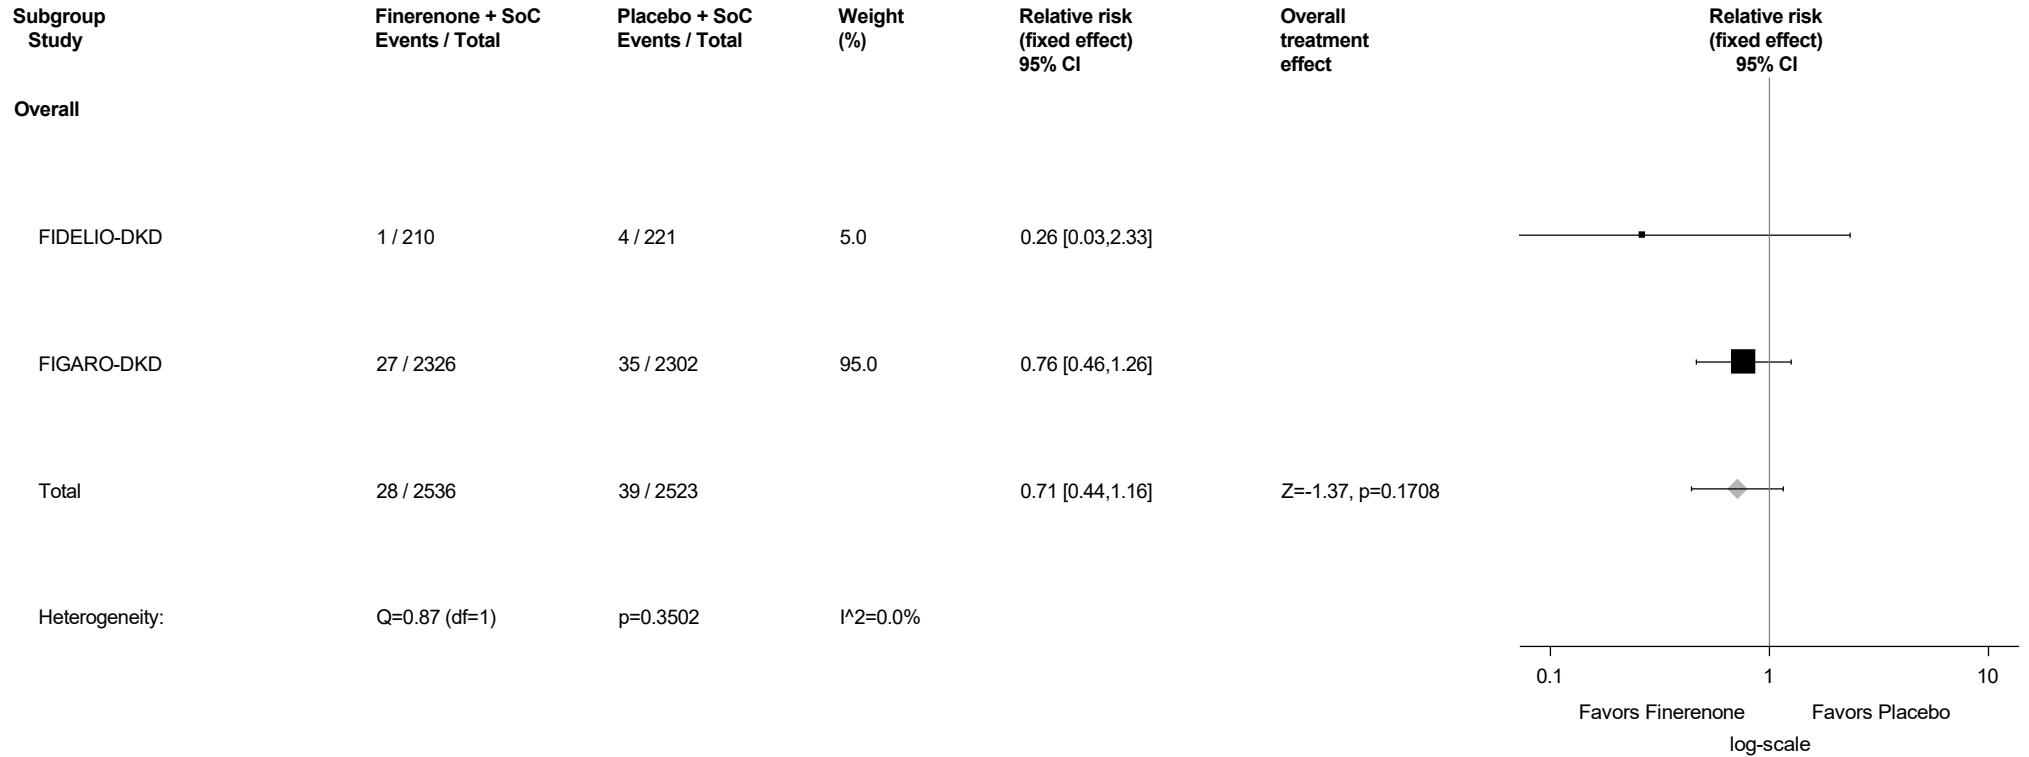 Subgroup Finerenone + SoC Placebo + SoC Weight Relative risk Overall Relative risk
Study Events / Total Events / Total (%) (fixed effect) treatment (fixed effect)
95% CI effect 95% CI
Overall
FIDELIO-DKD 1 / 210 4 / 221 5.0 0.26 [0.03,2.33]
FIGARO-DKD 27 / 2326 35 / 2302 95.0 0.76 [0.46,1.26]
Total 28 / 2536 39 / 2523 0.71 [0.44,1.16] Z=-1.37, p=0.1708
Heterogeneity: Q=0.87 (df=1) p=0.3502 I^2=0.0%
0.1 1 10
Favors Finerenone Favors Placebo
log-scale